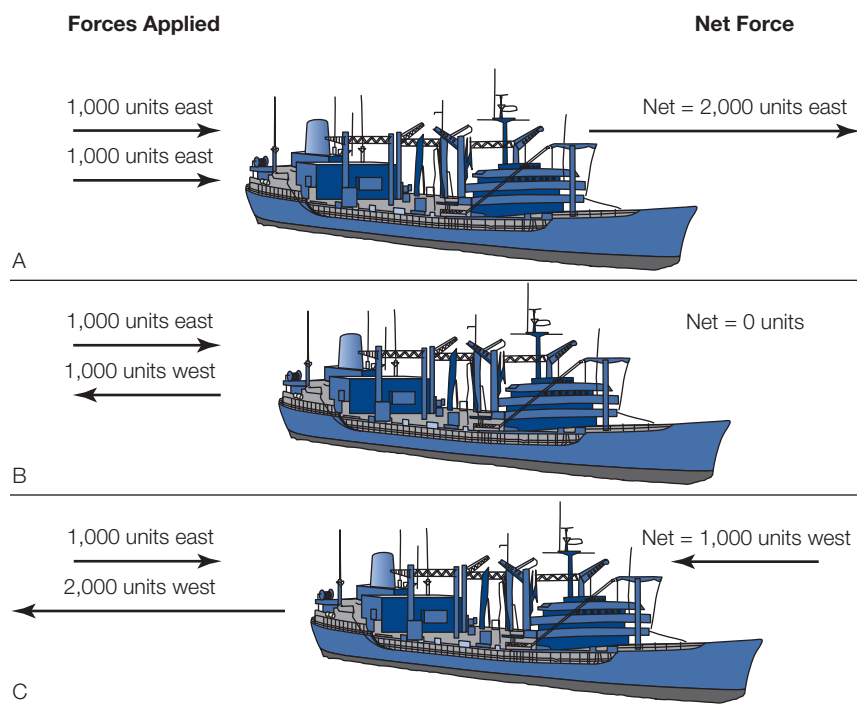 Forces Applied
Net Force
1,000 units east
Net = 2,000 units east
1,000 units east
A
1,000 units east
Net = 0 units
1,000 units west
B
1,000 units east
Net = 1,000 units west
2,000 units west
C